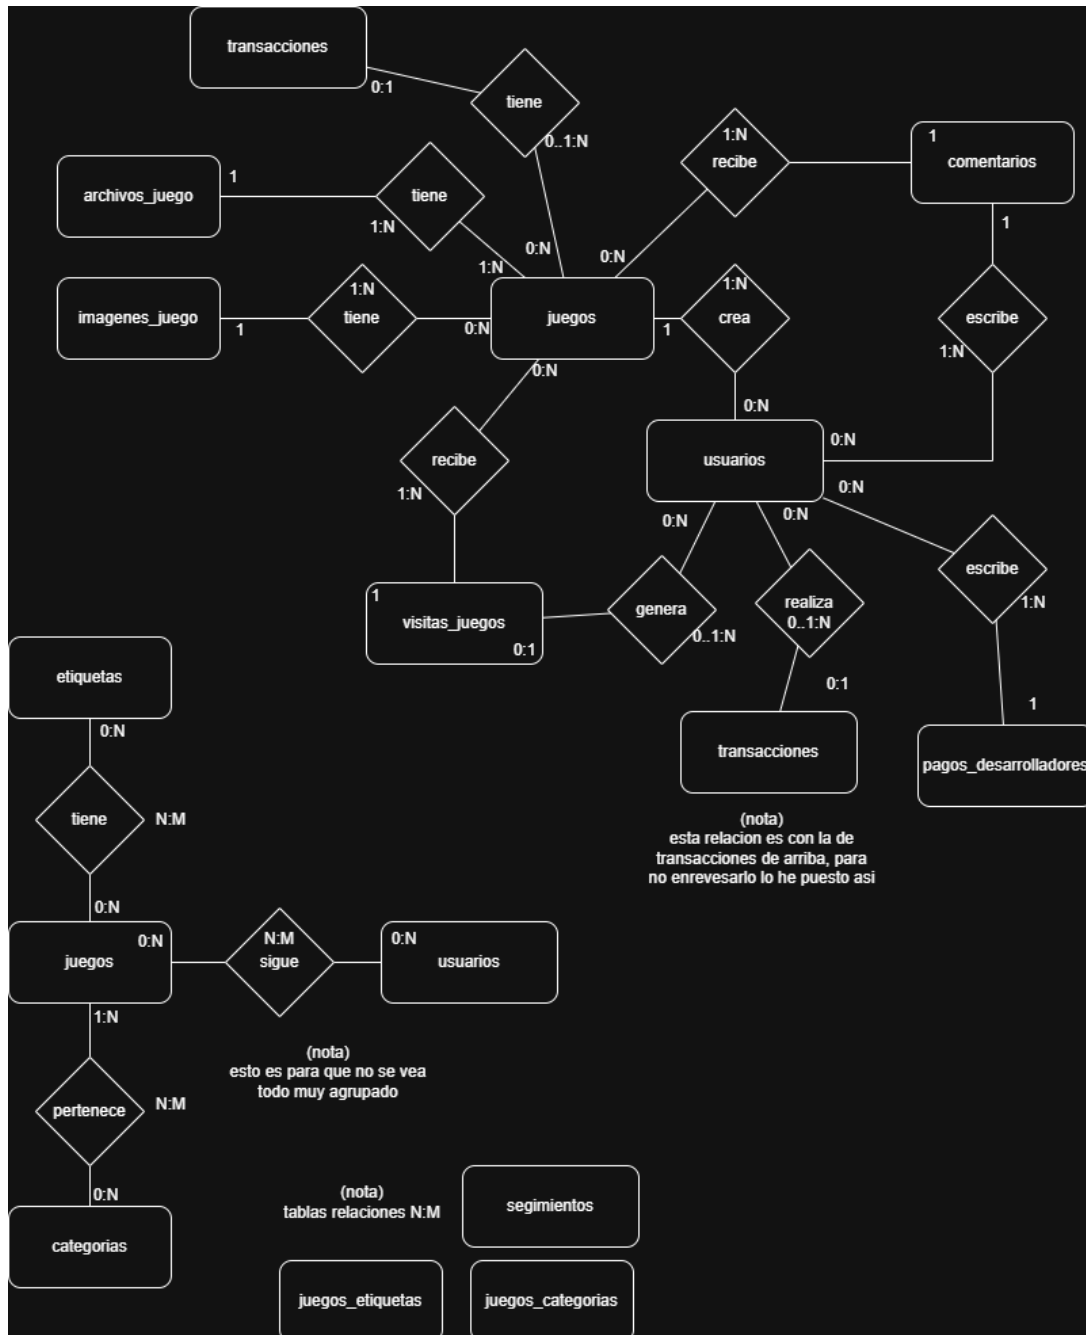 transacciones
0:1
tiene
0..1:N
1:N
recibe
1
comentarios
archivos_juego
1
tiene
1:N
1:N
0:N
0:N
1
imagenes_juego
1
1:N
tiene
0:N
juegos
1
1:N
crea
escribe
1:N
0:N
0:N
recibe
1:N
usuarios
0:N
0:N
0:N
0:N
1
visitas_juegos
0:1
genera
0..1:N
realiza
0..1:N
escribe
1:N
0:1
1
transacciones
pagos_desarrolladores
(nota)
esta relacion es con la de
transacciones de arriba, para
no enrevesarlo lo he puesto asi
etiquetas
0:N
tiene
N:M
0:N
juegos
0:N
N:M
sigue
0:N
usuarios
1:N
(nota)
esto es para que no se vea
todo muy agrupado
pertenece
N:M
0:N
categorias
(nota)
tablas relaciones N:M
segimientos
juegos_etiquetas
juegos_categorias